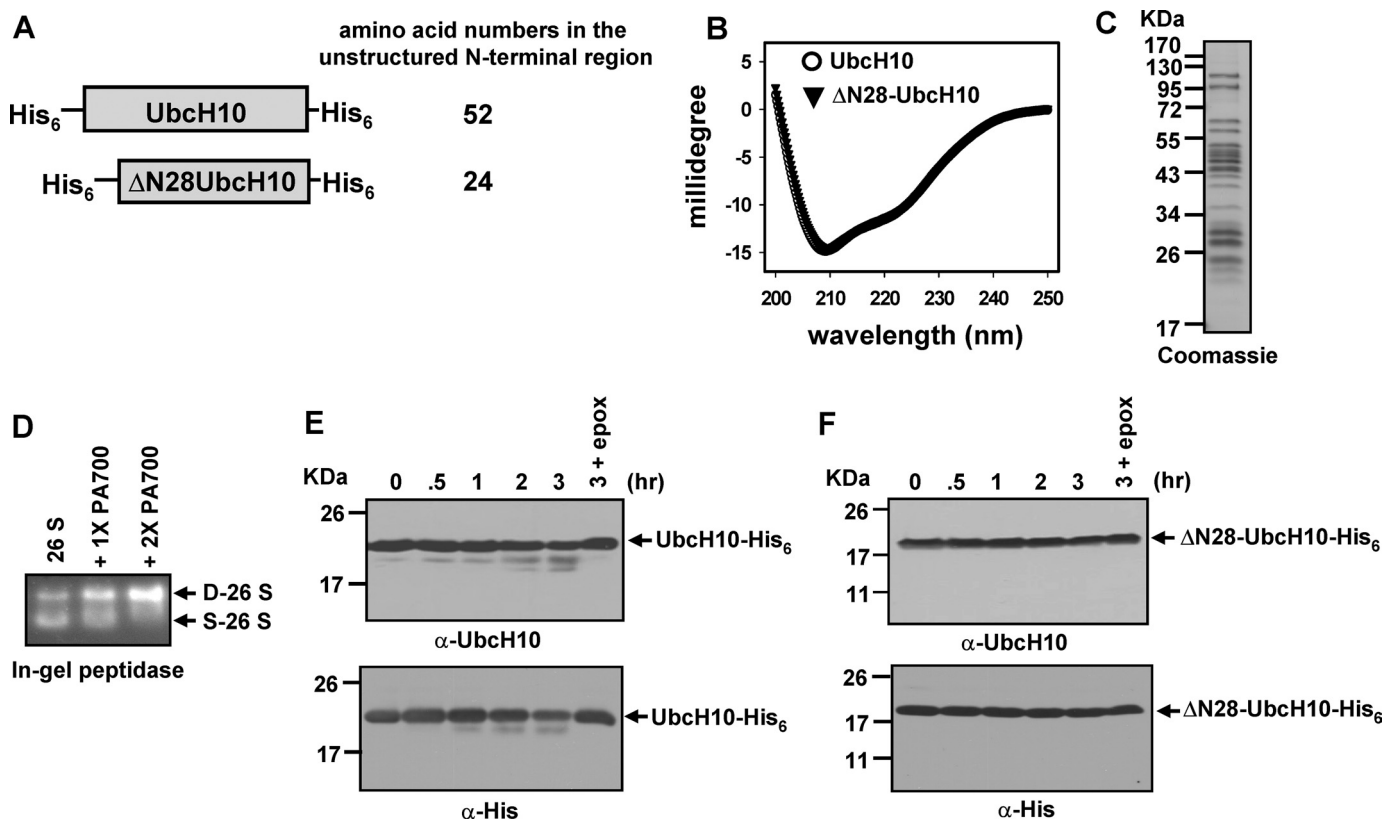 A
amino acid numbers in the
unstructured N-terminal region
His6
UbcH10
His6
52
His6
ΔN28UbcH10
His6
24
B
UbcH10
ΔN28-UbcH10
millidegree
5
0
-5
-10
-15
200 210 220 230 240 250
wavelength (nm)
C
KDa
170
130
95
72
55
43
34
26
17
Coomassie
D
26 S
+ 1X PA700
+ 2X PA700
D-26 S
S-26 S
In-gel peptidase
E
KDa
0 .5 1 2 3 3 + epox (hr)
26
17
UbcH10-His6
α-UbcH10
26
17
UbcH10-His6
α-His
F
KDa
0 .5 1 2 3 3 + epox (hr)
26
17
11
ΔN28-UbcH10-His6
α-UbcH10
26
17
11
ΔN28-UbcH10-His6
α-His